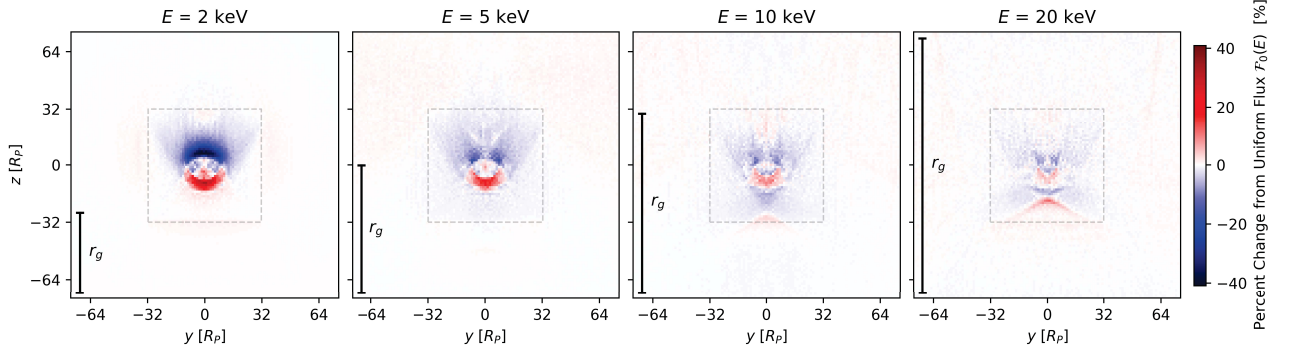 E = 2 keV
E = 5 keV
E = 10 keV
E = 20 keV
64
32
0
−32
−64
z [R_P]
r_g
r_g
r_g
r_g
−64 −32 0 32 64
−64 −32 0 32 64
−64 −32 0 32 64
−64 −32 0 32 64
y [R_P]
y [R_P]
y [R_P]
y [R_P]
40
20
0
−20
−40
Percent Change from Uniform Flux ℱ₀(E) [%]